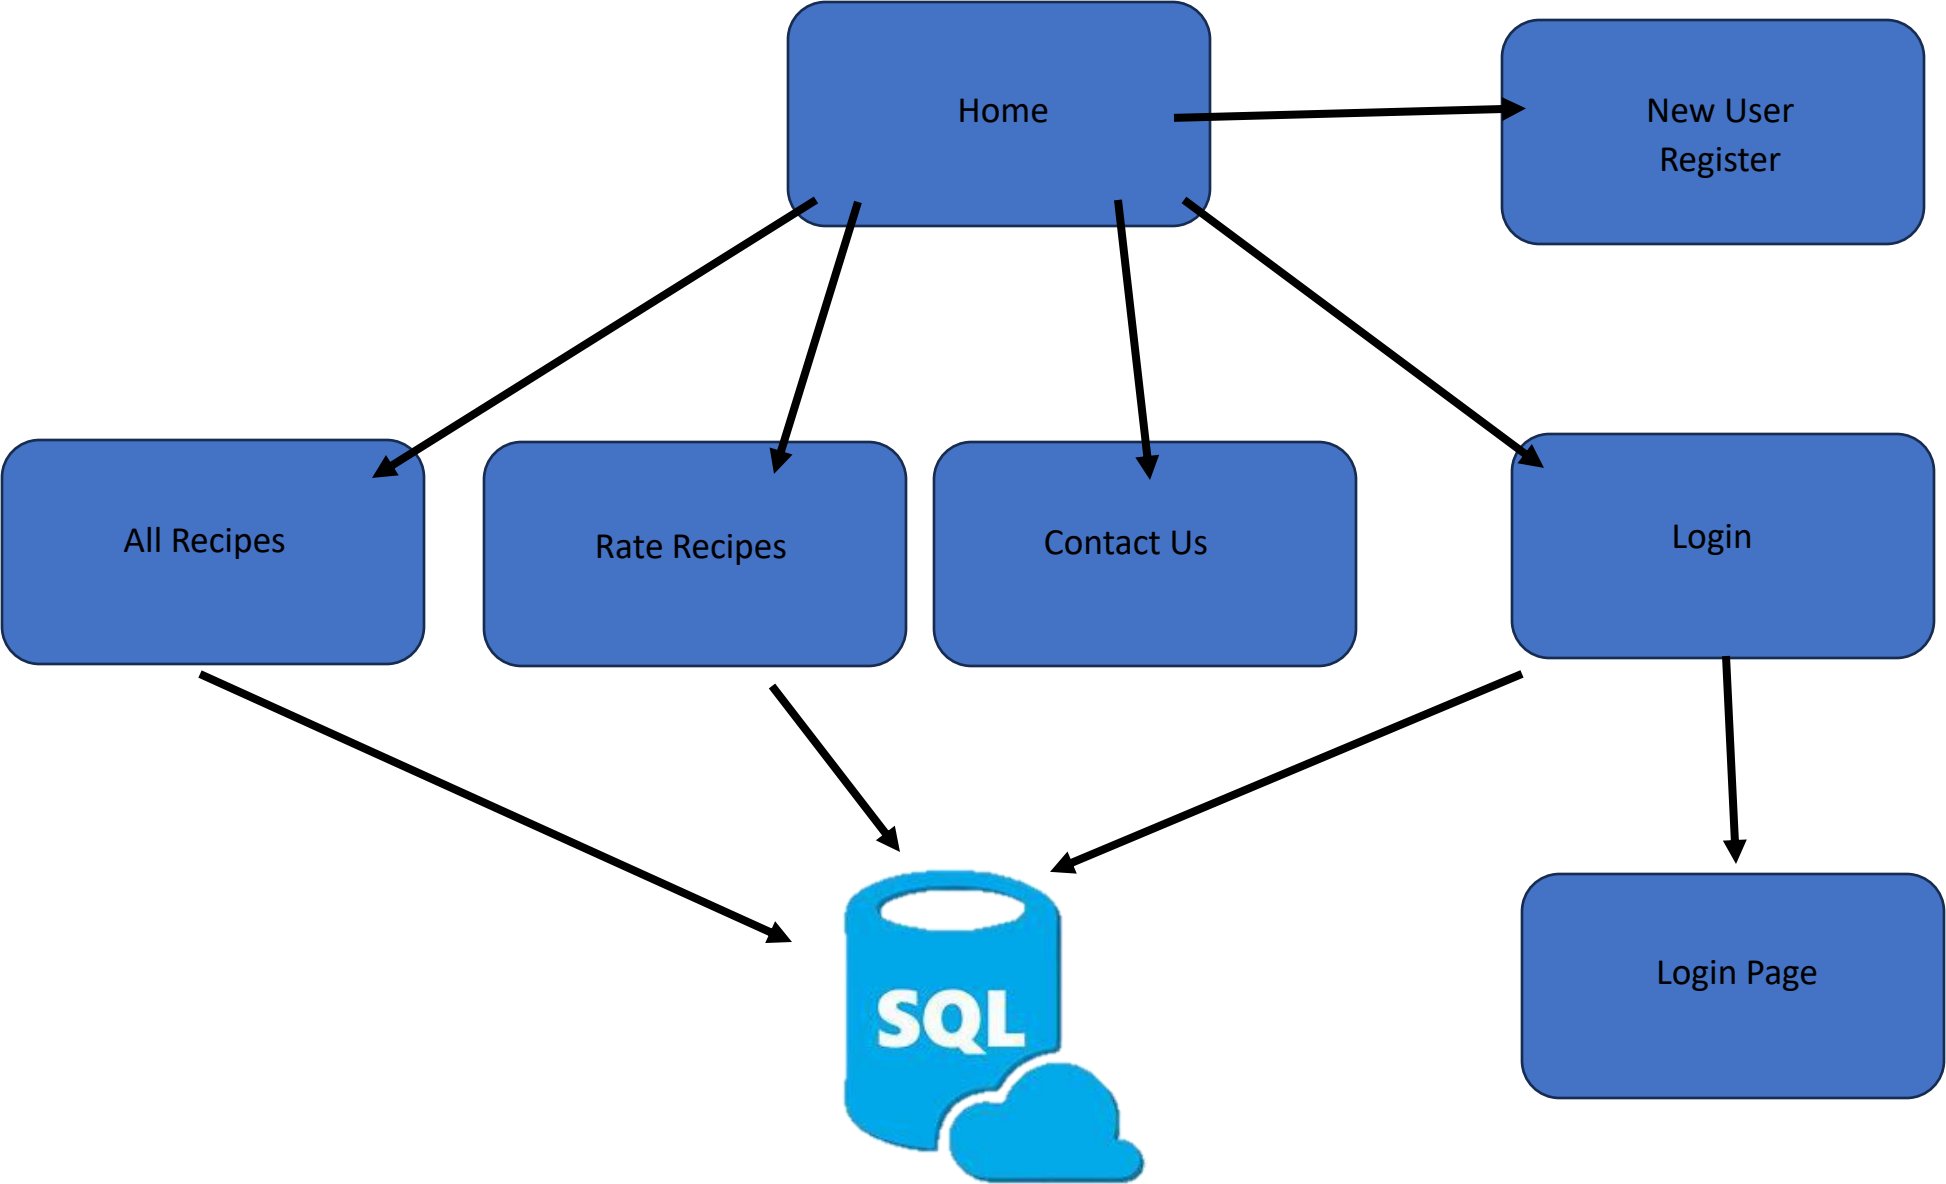 Home
New User
Register
All Recipes
Rate Recipes
Contact Us
Login
SQL
Login Page